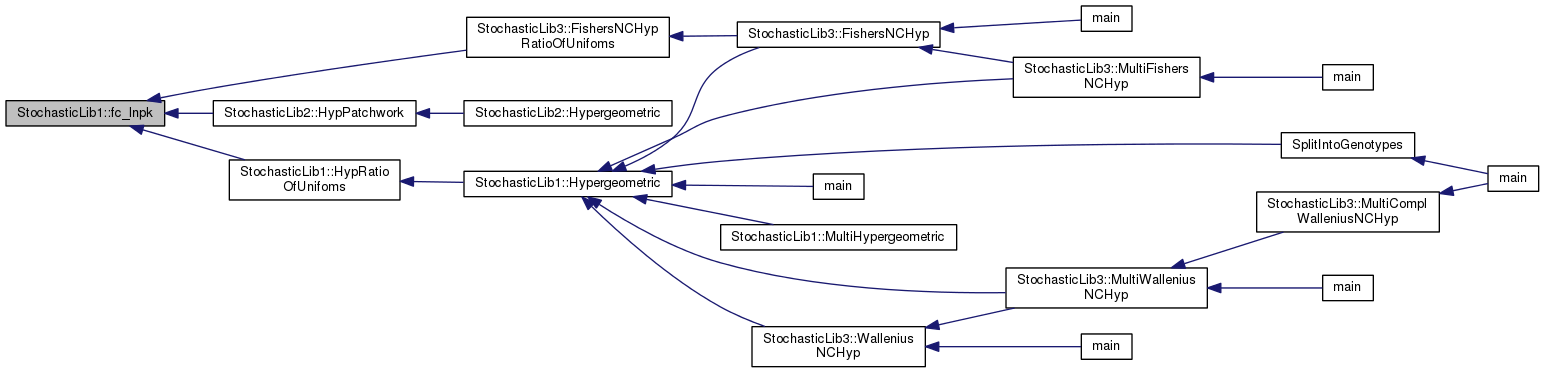 StochasticLib1::fc_lnpk
StochasticLib3::FishersNCHyp
RatioOfUnifoms
StochasticLib2::HypPatchwork
StochasticLib1::HypRatio
OfUnifoms
StochasticLib3::FishersNCHyp
StochasticLib2::Hypergeometric
StochasticLib1::Hypergeometric
main
StochasticLib3::MultiFishers
NCHyp
main
SplitIntoGenotypes
main
main
StochasticLib3::MultiCompl
WalleniusNCHyp
StochasticLib1::MultiHypergeometric
StochasticLib3::MultiWallenius
NCHyp
main
StochasticLib3::Wallenius
NCHyp
main